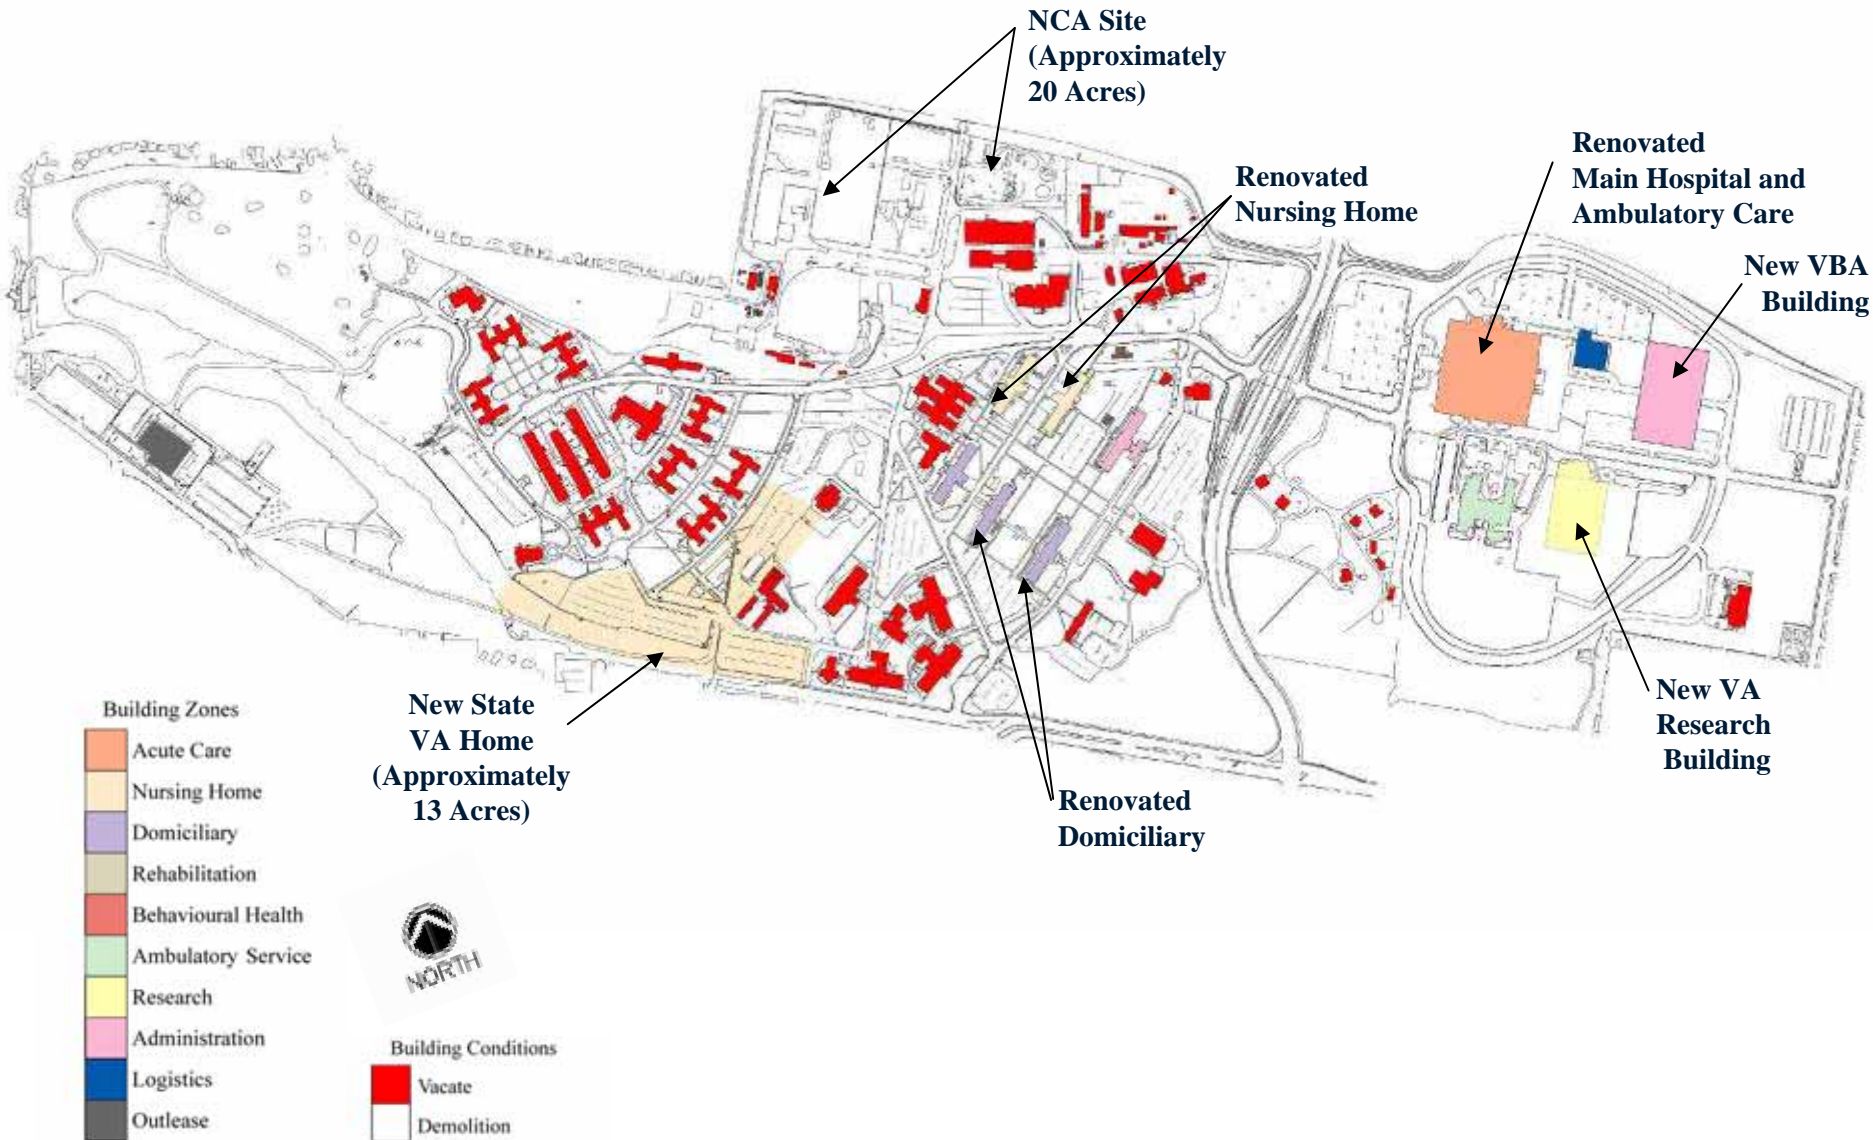 NCA Site
(Approximately
20 Acres)
Renovated
Main Hospital and
Ambulatory Care
Renovated
Nursing Home
New VBA
Building
New State
VA Home
(Approximately
13 Acres)
New VA
Research
Building
Renovated
Domiciliary
Building Zones
Acute Care
Nursing Home
Domiciliary
Rehabilitation
Behavioural Health
Ambulatory Service
Research
Administration
Logistics
Outlease
NORTH
Building Conditions
Vacate
Demolition